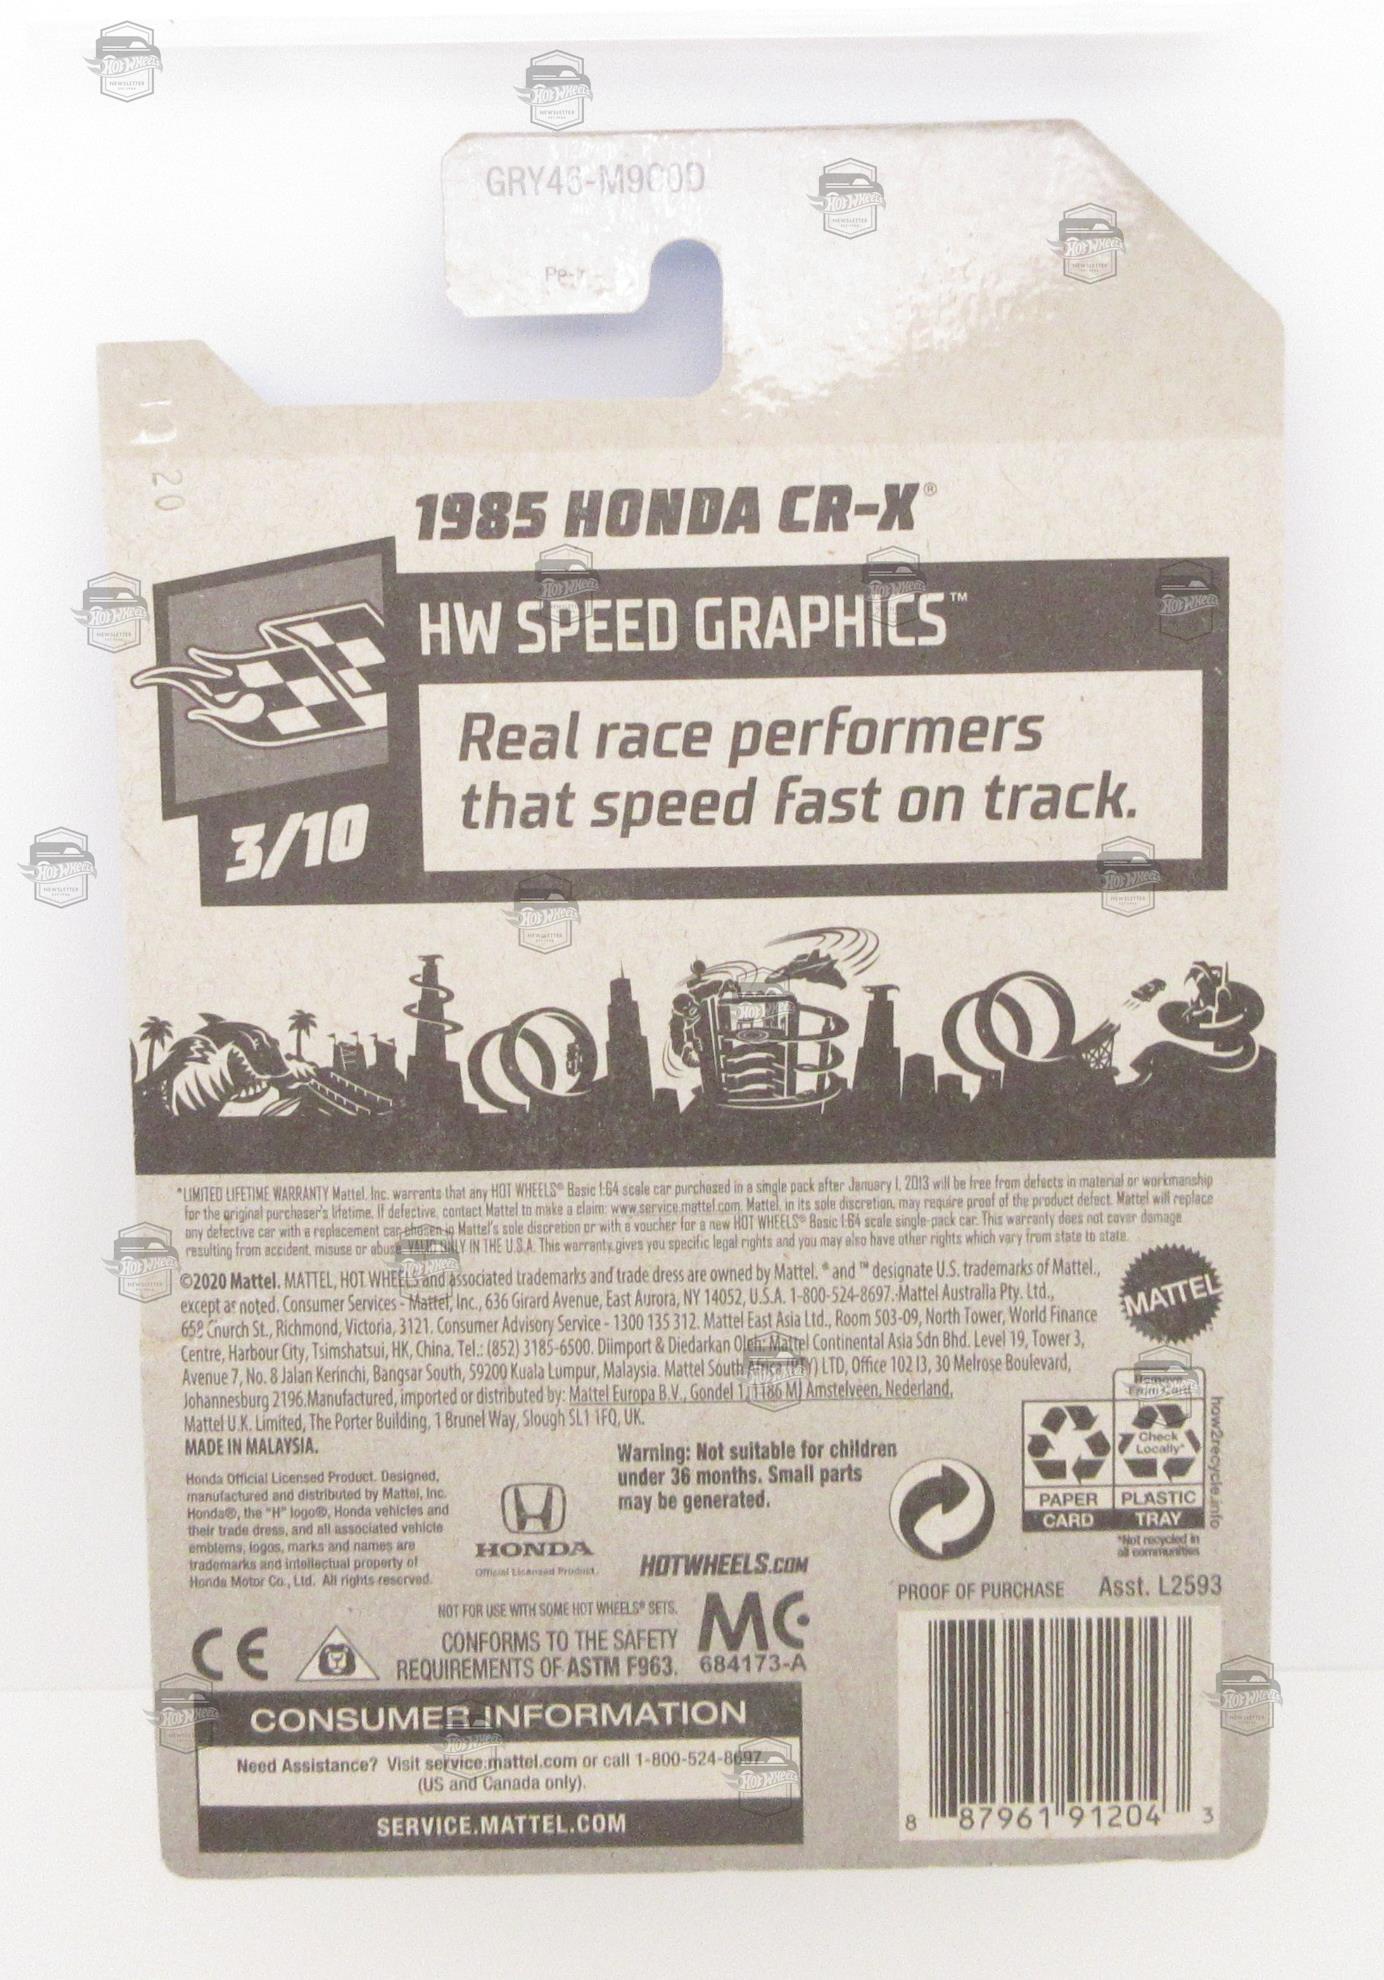 1985 HONDA CR-X®
HW SPEED GRAPHICS™
Real race performers
that speed fast on track.
3/10
*LIMITED LIFETIME WARRANTY Mattel, Inc. warrants that any HOT WHEELS® Basic 1:64 scale car purchased in a single pack after January 1, 2013 will be free from defects in material or workmanship
for the original purchaser's lifetime. If defective, contact Mattel to make a claim: www.service.mattel.com. Mattel, in its sole discretion, may require proof of the product defect. Mattel will replace
any defective car with a replacement car chosen in Mattel's sole discretion or with a voucher for a new HOT WHEELS® Basic 1:64 scale single-pack car. This warranty does not cover damage
resulting from accident, misuse or abuse. VALID ONLY IN THE U.S.A. This warranty gives you specific legal rights and you may also have other rights which vary from state to state.
©2020 Mattel. MATTEL, HOT WHEELS and associated trademarks and trade dress are owned by Mattel. ® and ™ designate U.S. trademarks of Mattel.,
except as noted. Consumer Services - Mattel, Inc., 636 Girard Avenue, East Aurora, NY 14052, U.S.A. 1-800-524-8697. Mattel Australia Pty. Ltd.,
658 Church St., Richmond, Victoria, 3121. Consumer Advisory Service - 1300 135 312. Mattel East Asia Ltd., Room 503-09, North Tower, World Finance
Centre, Harbour City, Tsimshatsui, HK, China. Tel.: (852) 3185-6500. Diimport & Diedarkan Oleh: Mattel Continental Asia Sdn Bhd. Level 19, Tower 3,
Avenue 7, No. 8 Jalan Kerinchi, Bangsar South, 59200 Kuala Lumpur, Malaysia. Mattel South Africa (PTY) LTD, Office 102 I3, 30 Melrose Boulevard,
Johannesburg 2196.Manufactured, imported or distributed by: Mattel Europa B.V., Gondel 1, 1186 MJ Amstelveen, Nederland.
Mattel U.K. Limited, The Porter Building, 1 Brunel Way, Slough SL1 1FQ, UK.
MADE IN MALAYSIA.
MATTEL
Honda Official Licensed Product. Designed,
manufactured and distributed by Mattel, Inc.
Honda®, the "H" logo®, Honda vehicles and
their trade dress, and all associated vehicle
emblems, logos, marks and names are
trademarks and intellectual property of
Honda Motor Co., Ltd. All rights reserved.
HONDA
Official Licensed Product.
Warning: Not suitable for children
under 36 months. Small parts
may be generated.
HOTWHEELS.COM
Remove
From Card
Check
Locally*
PAPER
CARD
PLASTIC
TRAY
*Not recycled in
all communities
how2recycle.info
PROOF OF PURCHASE
Asst. L2593
NOT FOR USE WITH SOME HOT WHEELS® SETS.
CONFORMS TO THE SAFETY
REQUIREMENTS OF ASTM F963.
CE
MC
684173-A
CONSUMER INFORMATION
Need Assistance? Visit service.mattel.com or call 1-800-524-8697
(US and Canada only).
SERVICE.MATTEL.COM
8 87961 91204 3
HOT WHEELS
NEWSLETTER